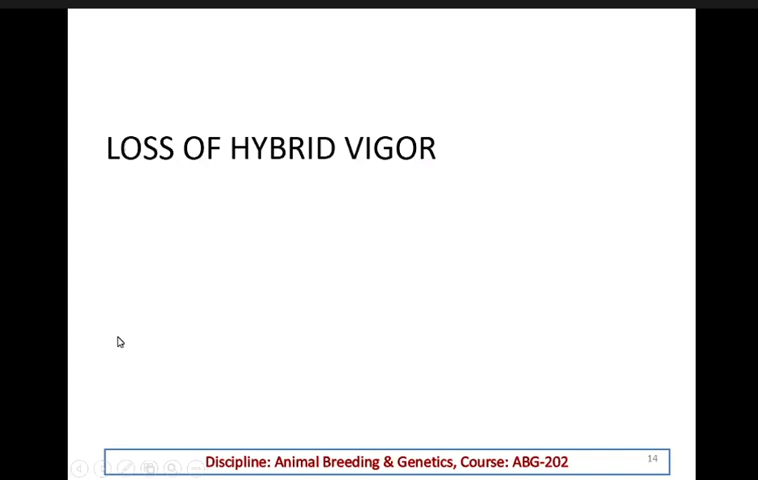 LOSS OF HYBRID VIGOR
Discipline: Animal Breeding & Genetics, Course: ABG-202
14